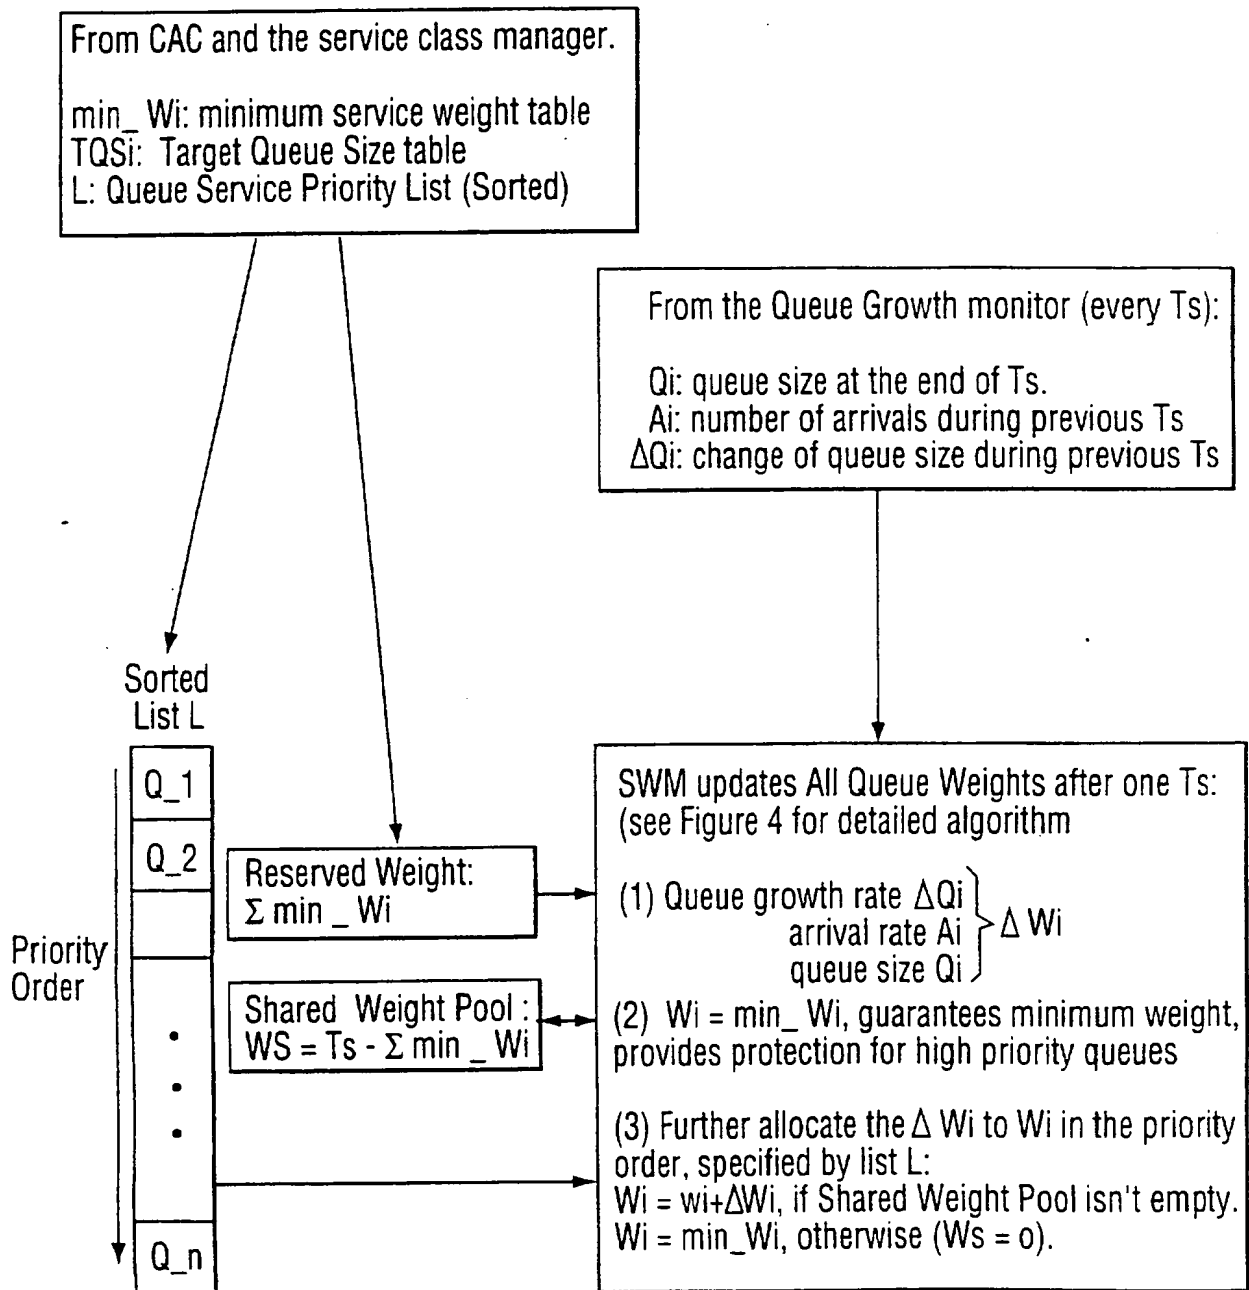 From CAC and the service class manager.
min_ Wi: minimum service weight table
TQSi: Target Queue Size table
L: Queue Service Priority List (Sorted)
From the Queue Growth monitor (every Ts):
Qi: queue size at the end of Ts.
Ai: number of arrivals during previous Ts
ΔQi: change of queue size during previous Ts
Sorted
List L
Q_1
Q_2
Q_n
Priority
Order
Reserved Weight:
Σ min _ Wi
Shared Weight Pool :
WS = Ts - Σ min _ Wi
SWM updates All Queue Weights after one Ts:
(see Figure 4 for detailed algorithm
(1) Queue growth rate ΔQi
arrival rate Ai
queue size Qi
Δ Wi
(2) Wi = min_ Wi, guarantees minimum weight,
provides protection for high priority queues
(3) Further allocate the Δ Wi to Wi in the priority
order, specified by list L:
Wi = wi+ΔWi, if Shared Weight Pool isn't empty.
Wi = min_Wi, otherwise (Ws = o).